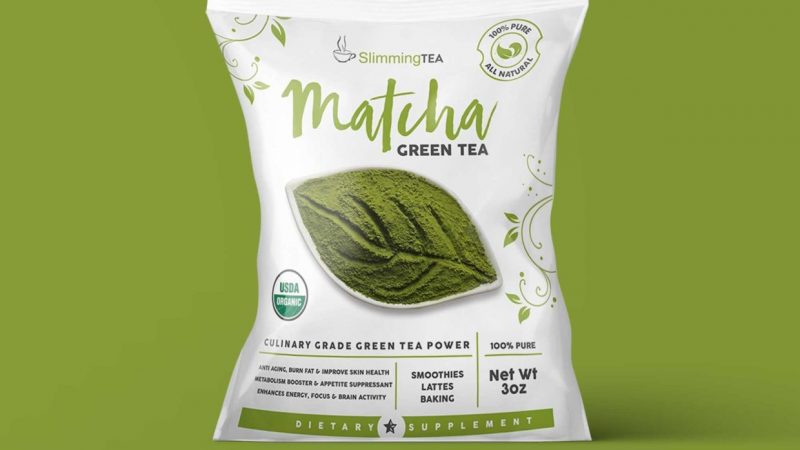 SlimmingTEA
100% PURE
ALL NATURAL
Matcha
GREEN TEA
USDA
ORGANIC
CULINARY GRADE GREEN TEA POWER
100% PURE
ANTI AGING, BURN FAT & IMPROVE SKIN HEALTH
METABOLISM BOOSTER & APPETITE SUPPRESSANT
ENHANCES ENERGY, FOCUS & BRAIN ACTIVITY
SMOOTHIES
LATTES
BAKING
Net Wt
3oz
DIETARY SUPPLEMENT